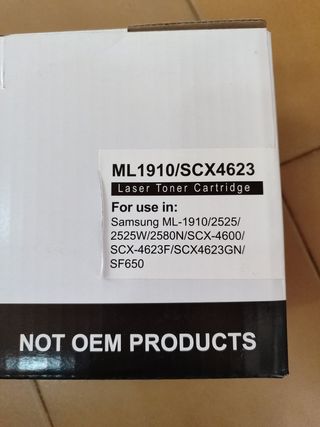 ML1910/SCX4623
Laser Toner Cartridge
For use in:
Samsung ML-1910/2525/
2525W/2580N/SCX-4600/
SCX-4623F/SCX4623GN/
SF650
NOT OEM PRODUCTS